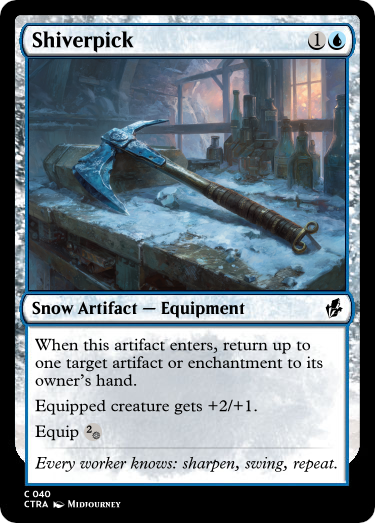 Shiverpick 1
Snow Artifact — Equipment
When this artifact enters, return up to
one target artifact or enchantment to its
owner's hand.
Equipped creature gets +2/+1.
Equip 2
Every worker knows: sharpen, swing, repeat.
C 040
CTRA Midjourney